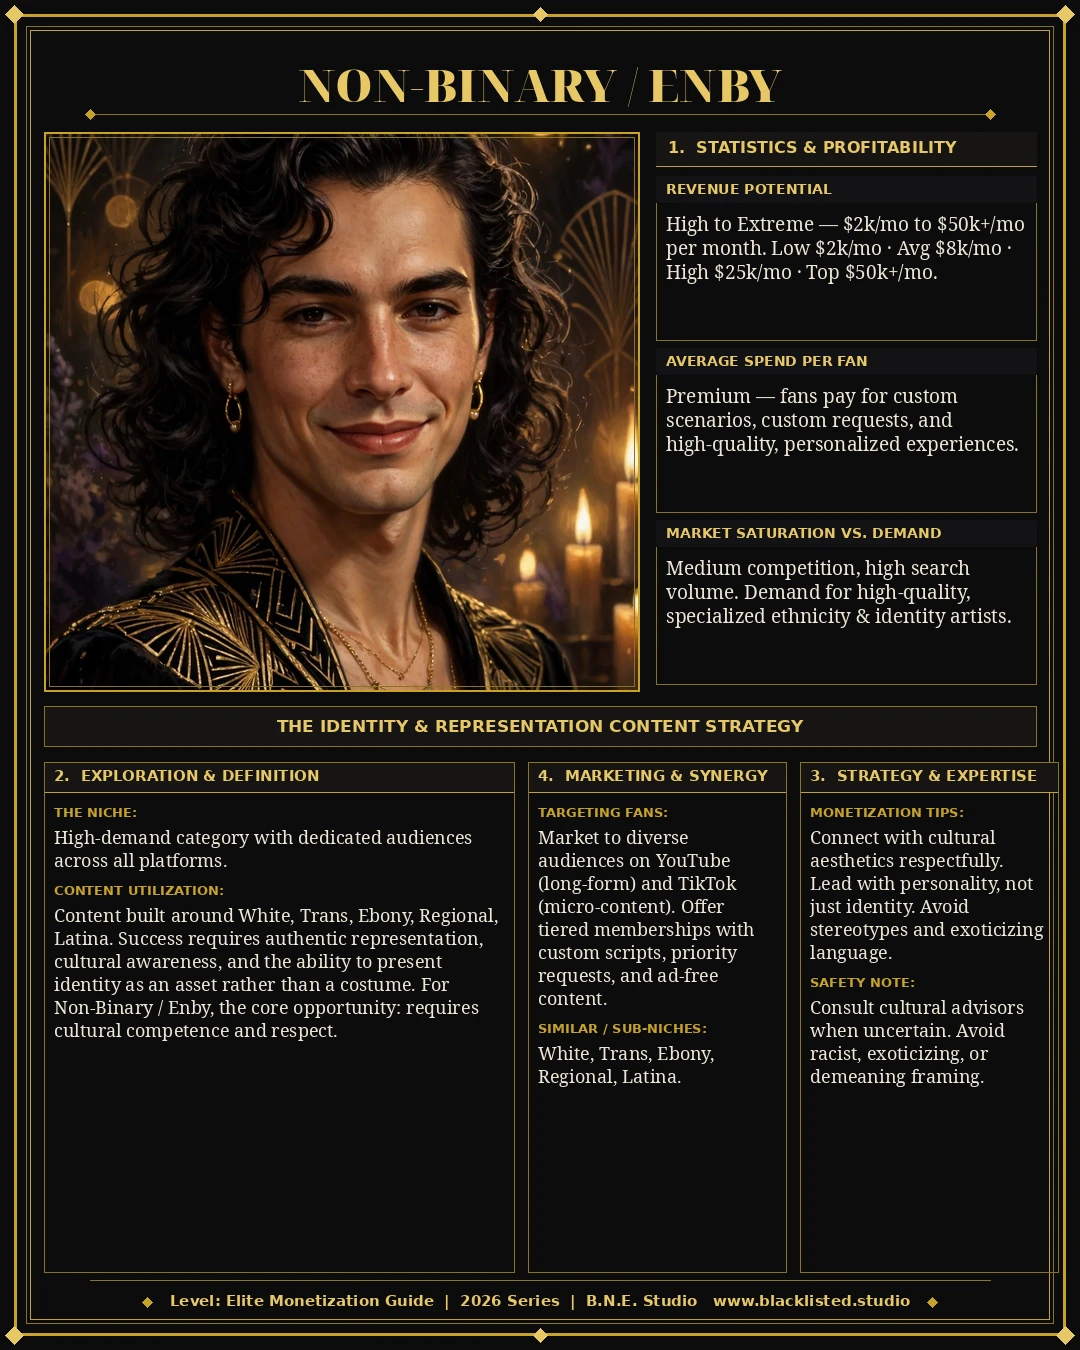 NON-BINARY / ENBY
1. STATISTICS & PROFITABILITY
REVENUE POTENTIAL
High to Extreme — $2k/mo to $50k+/mo
per month. Low $2k/mo · Avg $8k/mo ·
High $25k/mo · Top $50k+/mo.
AVERAGE SPEND PER FAN
Premium — fans pay for custom
scenarios, custom requests, and
high-quality, personalized experiences.
MARKET SATURATION VS. DEMAND
Medium competition, high search
volume. Demand for high-quality,
specialized ethnicity & identity artists.
THE IDENTITY & REPRESENTATION CONTENT STRATEGY
2. EXPLORATION & DEFINITION
THE NICHE:
High-demand category with dedicated audiences
across all platforms.
CONTENT UTILIZATION:
Content built around White, Trans, Ebony, Regional,
Latina. Success requires authentic representation,
cultural awareness, and the ability to present
identity as an asset rather than a costume. For
Non-Binary / Enby, the core opportunity: requires
cultural competence and respect.
4. MARKETING & SYNERGY
TARGETING FANS:
Market to diverse
audiences on YouTube
(long-form) and TikTok
(micro-content). Offer
tiered memberships with
custom scripts, priority
requests, and ad-free
content.
SIMILAR / SUB-NICHES:
White, Trans, Ebony,
Regional, Latina.
3. STRATEGY & EXPERTISE
MONETIZATION TIPS:
Connect with cultural
aesthetics respectfully.
Lead with personality, not
just identity. Avoid
stereotypes and exoticizing
language.
SAFETY NOTE:
Consult cultural advisors
when uncertain. Avoid
racist, exoticizing, or
demeaning framing.
Level: Elite Monetization Guide | 2026 Series | B.N.E. Studio www.blacklisted.studio